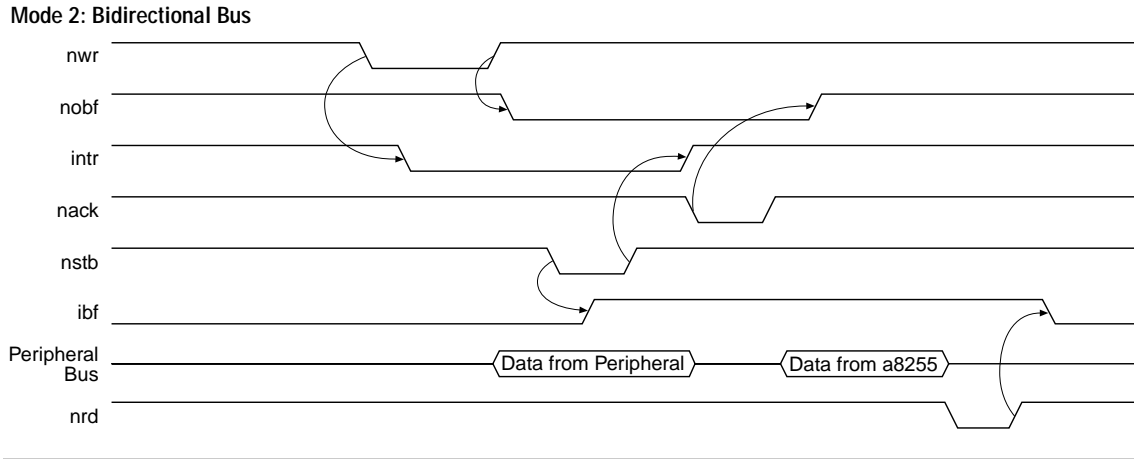 Mode 2: Bidirectional Bus
nwr
nobf
intr
nack
nstb
ibf
Peripheral
Bus
Data from Peripheral
Data from a8255
nrd